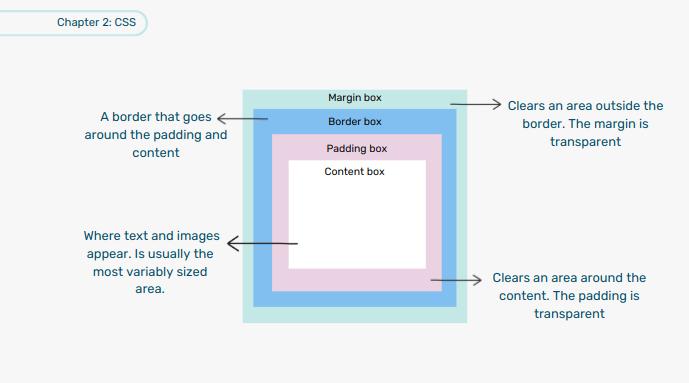 Chapter 2: CSS
Margin box
Clears an area outside the
border. The margin is
transparent
A border that goes
around the padding and
content
Border box
Padding box
Content box
Where text and images
appear. Is usually the
most variably sized
area.
Clears an area around the
content. The padding is
transparent